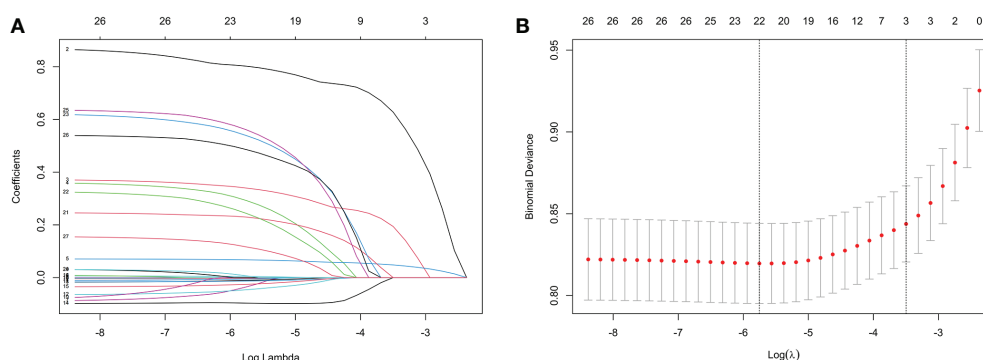 A
26 26 23 19 9 3
0.8
0.6
0.4
0.2
0.0
Coefficients
2
25
23
26
3
4
22
21
27
5
15
12
14
-8 -7 -6 -5 -4 -3
Log Lambda
B
26 26 26 26 26 25 23 22 20 19 16 12 7 3 3 2 0
0.95
0.90
0.85
0.80
Binomial Deviance
-8 -7 -6 -5 -4 -3
Log(λ)